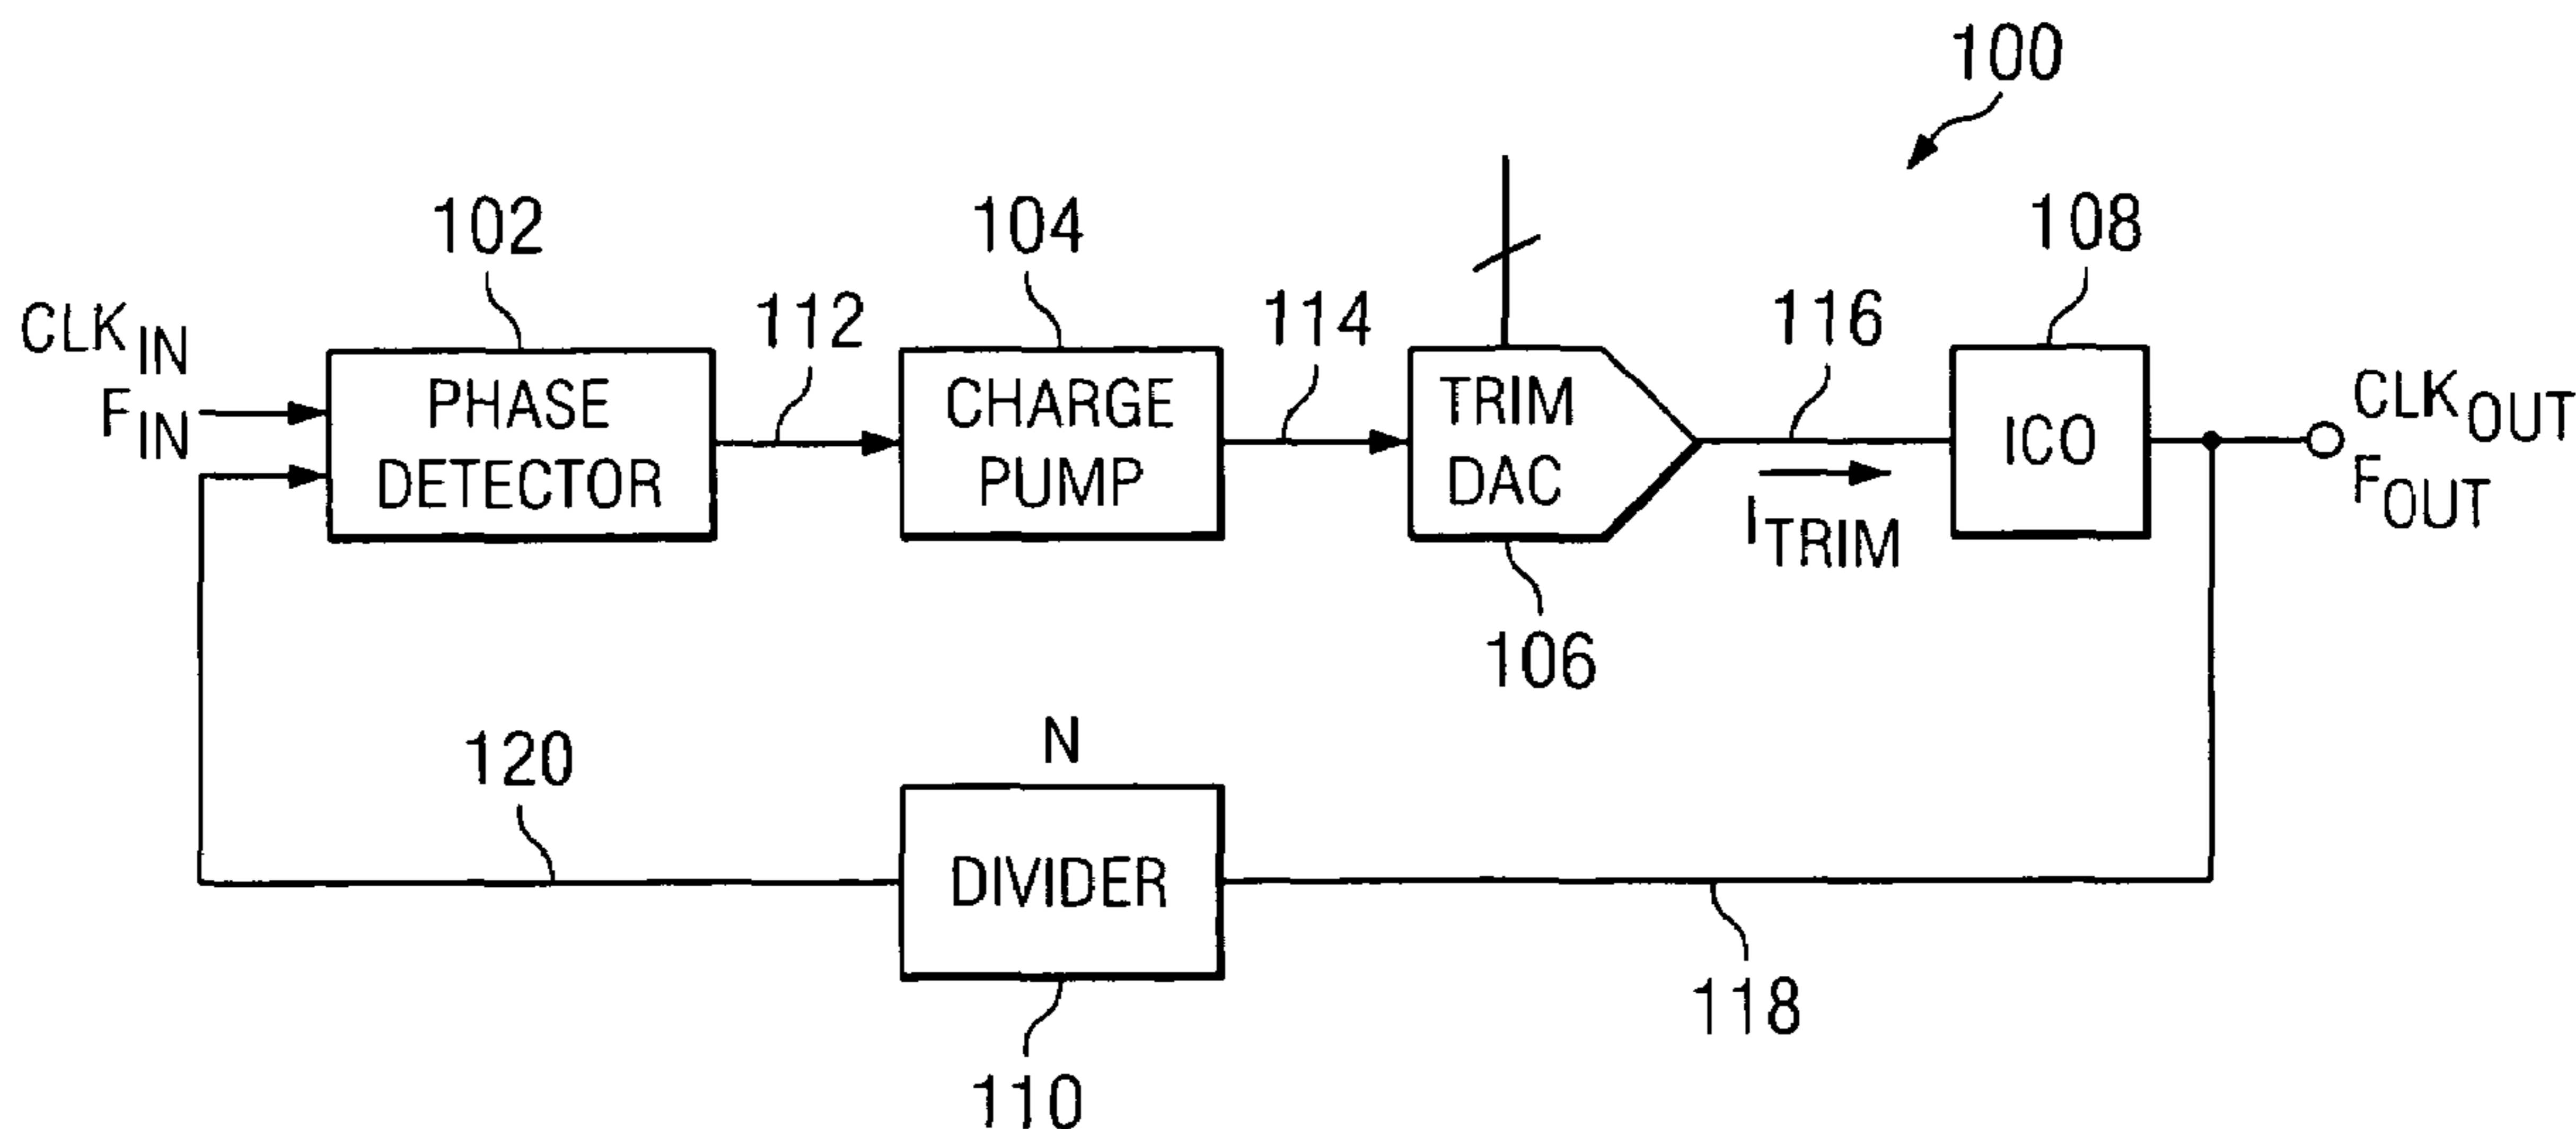 100
102
104
108
CLKIN
FIN
112
114
116
PHASE
DETECTOR
CHARGE
PUMP
TRIM
DAC
ICO
CLKOUT
FOUT
ITRIM
106
120
N
DIVIDER
118
110